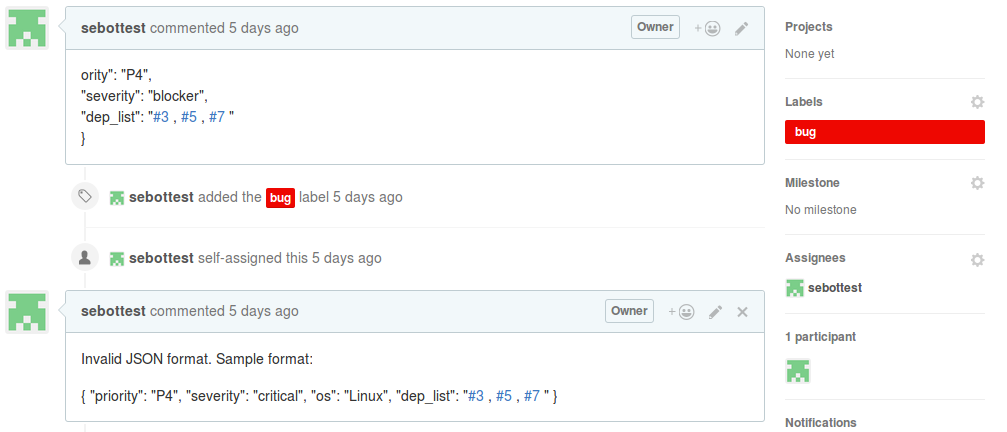 sebottest commented 5 days ago
Owner
ority": "P4",
"severity": "blocker",
"dep_list": "#3 , #5 , #7 "
}
sebottest added the bug label 5 days ago
sebottest self-assigned this 5 days ago
sebottest commented 5 days ago
Owner
Invalid JSON format. Sample format:
{ "priority": "P4", "severity": "critical", "os": "Linux", "dep_list": "#3 , #5 , #7 " }
Projects
None yet
Labels
bug
Milestone
No milestone
Assignees
sebottest
1 participant
Notifications